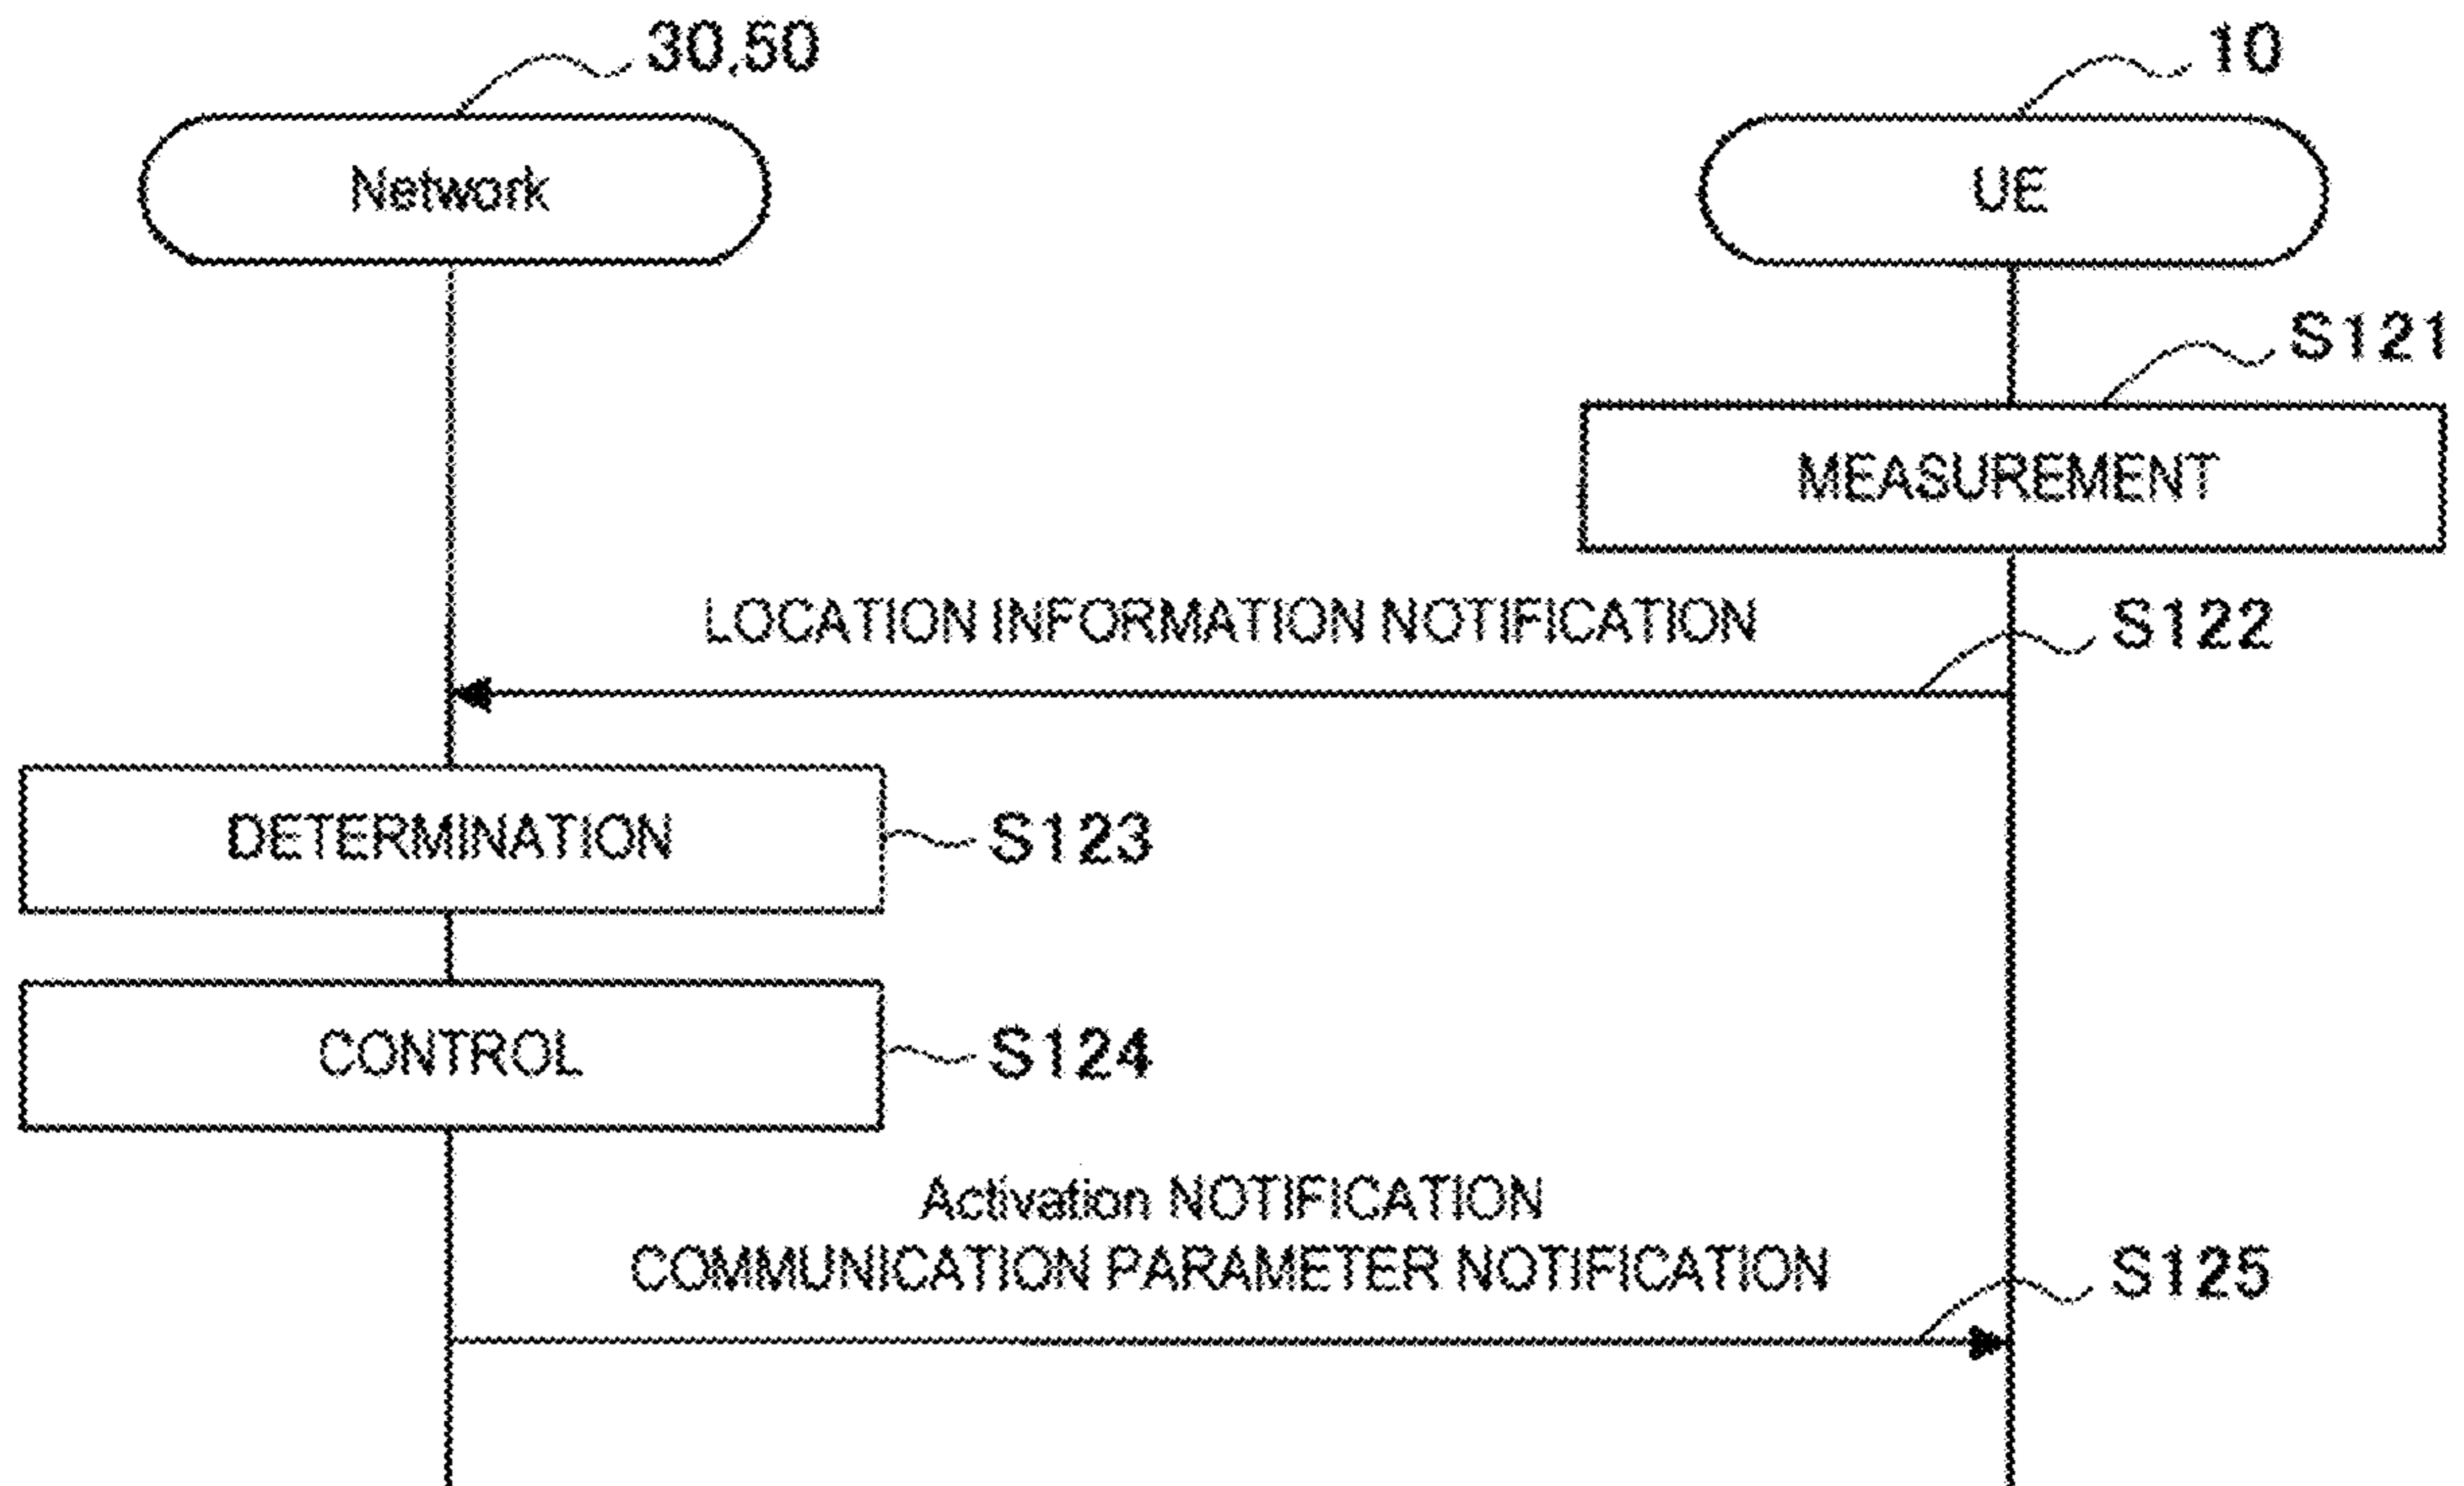 30,50
10
Network
UE
S121
MEASUREMENT
LOCATION INFORMATION NOTIFICATION
S122
DETERMINATION
S123
CONTROL
S124
Activation NOTIFICATION
COMMUNICATION PARAMETER NOTIFICATION
S125